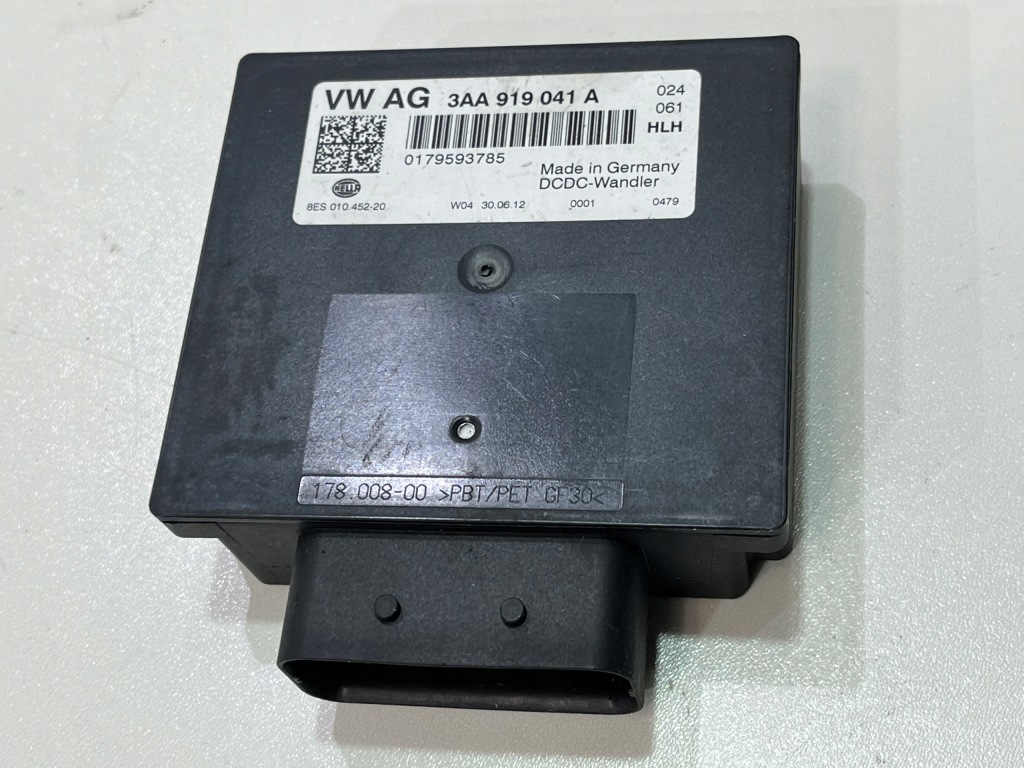 VW AG 3AA 919 041 A 024
061
HLH
0179593785
Made in Germany
DCDC-Wandler
HELLA
8ES 010.452-20 W04 30.06.12 0001 0479
178.008-00 >PBT/PET GF30<